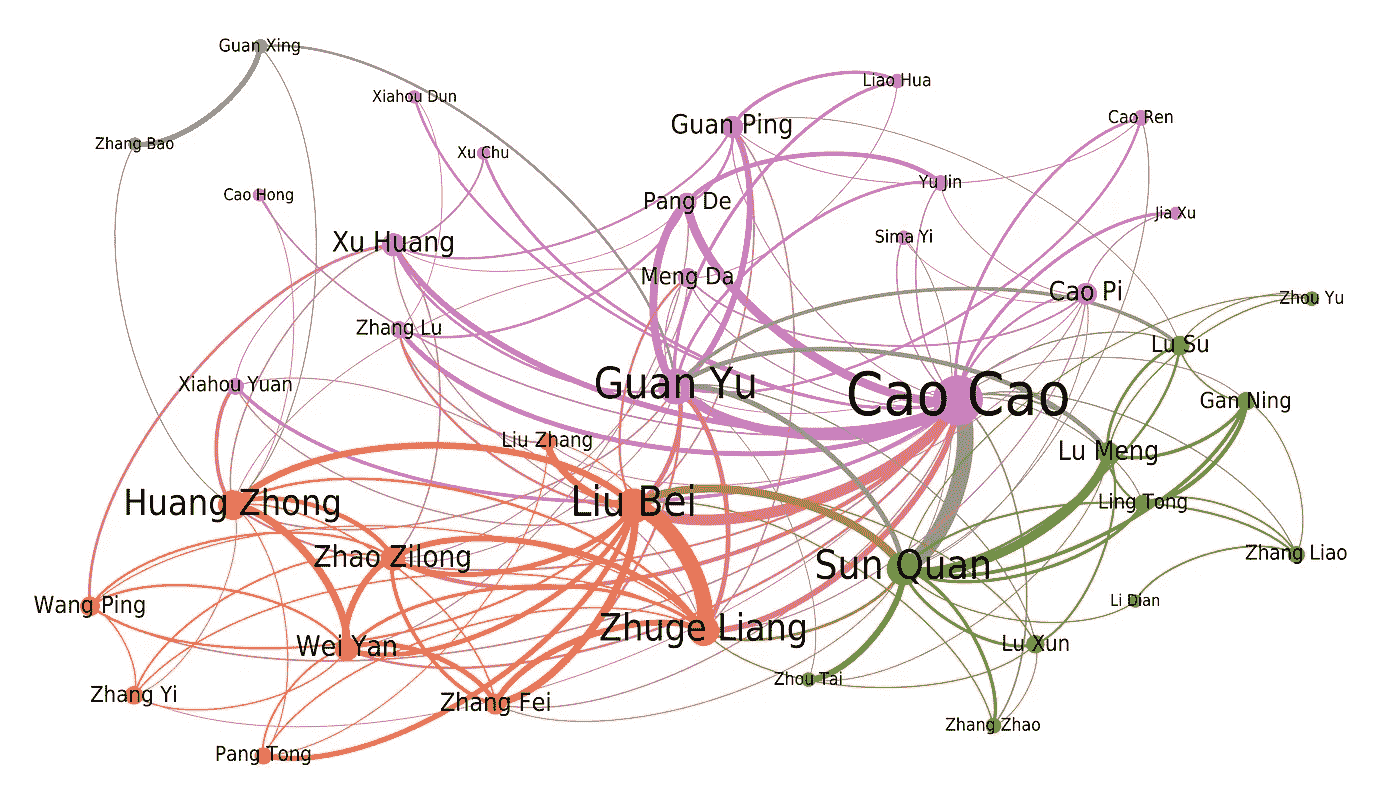 Guan Xing
Liao Hua
Xiahou Dun
Cao Ren
Guan Ping
Zhang Bao
Xu Chu
Yu Jin
Cao Hong
Pang De
Jia Xu
Sima Yi
Xu Huang
Meng Da
Cao Pi
Zhou Yu
Zhang Lu
Lu Su
Xiahou Yuan
Guan Yu
Cao Cao
Gan Ning
Liu Zhang
Lu Meng
Huang Zhong
Liu Bei
Ling Tong
Zhao Zilong
Sun Quan
Zhang Liao
Wang Ping
Li Dian
Zhuge Liang
Wei Yan
Lu Xun
Zhou Tai
Zhang Yi
Zhang Fei
Zhang Zhao
Pang Tong